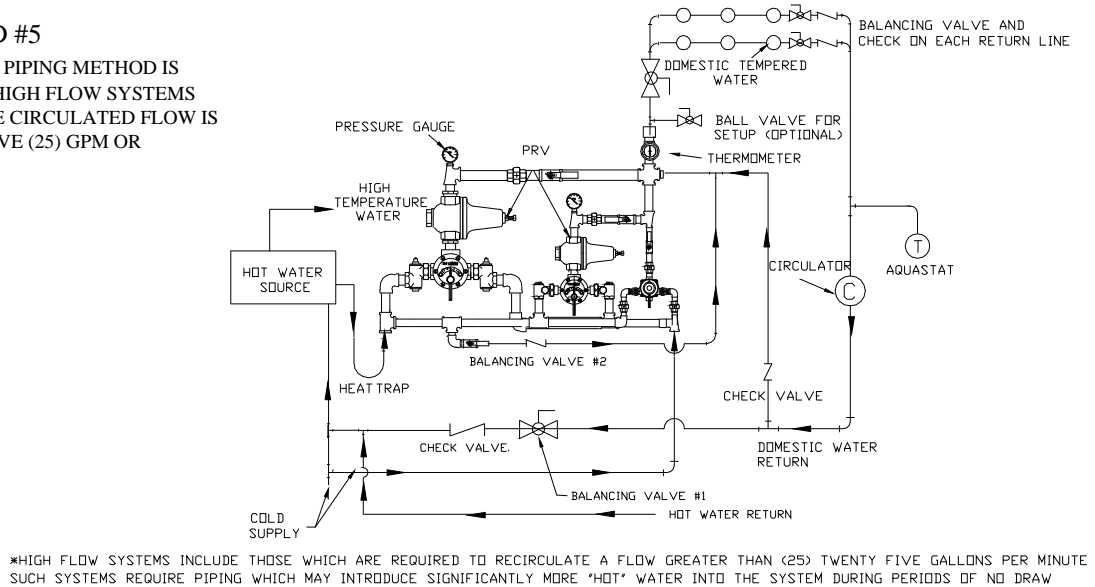 #5
PIPING METHOD IS
HIGH FLOW SYSTEMS
CIRCULATED FLOW IS
(25) GPM OR
BALANCING VALVE AND
CHECK ON EACH RETURN LINE
DOMESTIC TEMPERED
WATER
BALL VALVE FOR
SETUP (OPTIONAL)
PRESSURE GAUGE
PRV
THERMOMETER
HIGH
TEMPERATURE
WATER
HOT WATER
SOURCE
T
AQUASTAT
CIRCULATOR
C
BALANCING VALVE #2
HEAT TRAP
CHECK VALVE
CHECK VALVE.
DOMESTIC WATER
RETURN
BALANCING VALVE #1
COLD
SUPPLY
HOT WATER RETURN
*HIGH FLOW SYSTEMS INCLUDE THOSE WHICH ARE REQUIRED TO RECIRCULATE A FLOW GREATER THAN (25) TWENTY FIVE GALLONS PER MINUTE
SUCH SYSTEMS REQUIRE PIPING WHICH MAY INTRODUCE SIGNIFICANTLY MORE "HOT" WATER INTO THE SYSTEM DURING PERIODS OF NO DRAW.